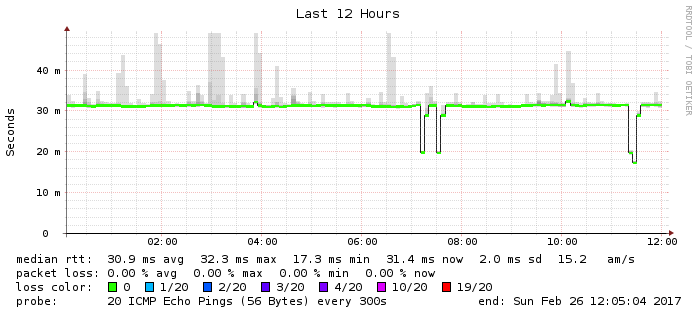 Last 12 Hours
RRDTOOL / TOBI OETIKER
Seconds
40 m
30 m
20 m
10 m
0
02:00 04:00 06:00 08:00 10:00 12:00
median rtt: 30.9 ms avg 32.3 ms max 17.3 ms min 31.4 ms now 2.0 ms sd 15.2 am/s
packet loss: 0.00 % avg 0.00 % max 0.00 % min 0.00 % now
loss color: 0 1/20 2/20 3/20 4/20 10/20 19/20
probe: 20 ICMP Echo Pings (56 Bytes) every 300s end: Sun Feb 26 12:05:04 2017